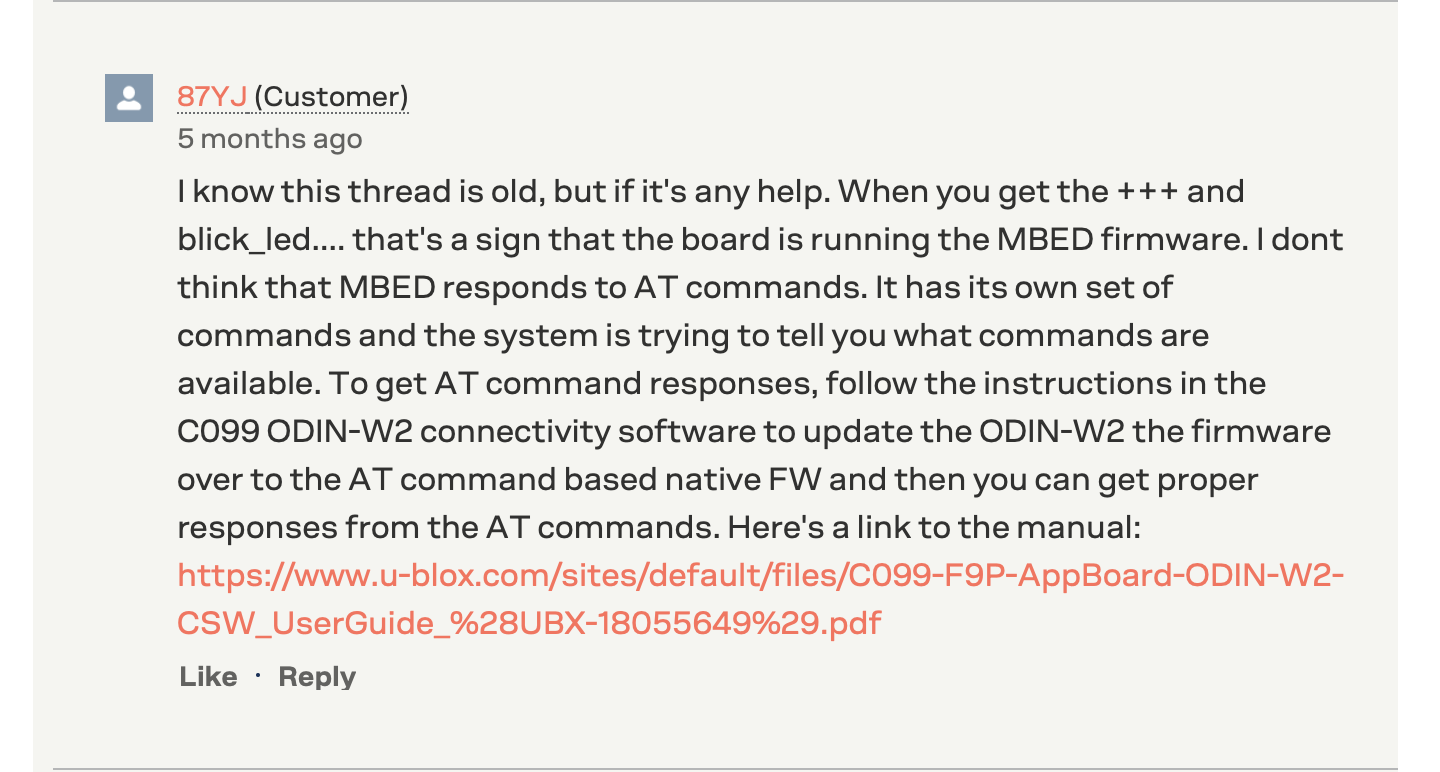 87YJ (Customer)
5 months ago
I know this thread is old, but if it's any help. When you get the +++ and
blick_led.... that's a sign that the board is running the MBED firmware. I dont
think that MBED responds to AT commands. It has its own set of
commands and the system is trying to tell you what commands are
available. To get AT command responses, follow the instructions in the
C099 ODIN-W2 connectivity software to update the ODIN-W2 the firmware
over to the AT command based native FW and then you can get proper
responses from the AT commands. Here's a link to the manual:
https://www.u-blox.com/sites/default/files/C099-F9P-AppBoard-ODIN-W2-
CSW_UserGuide_%28UBX-18055649%29.pdf
Like · Reply